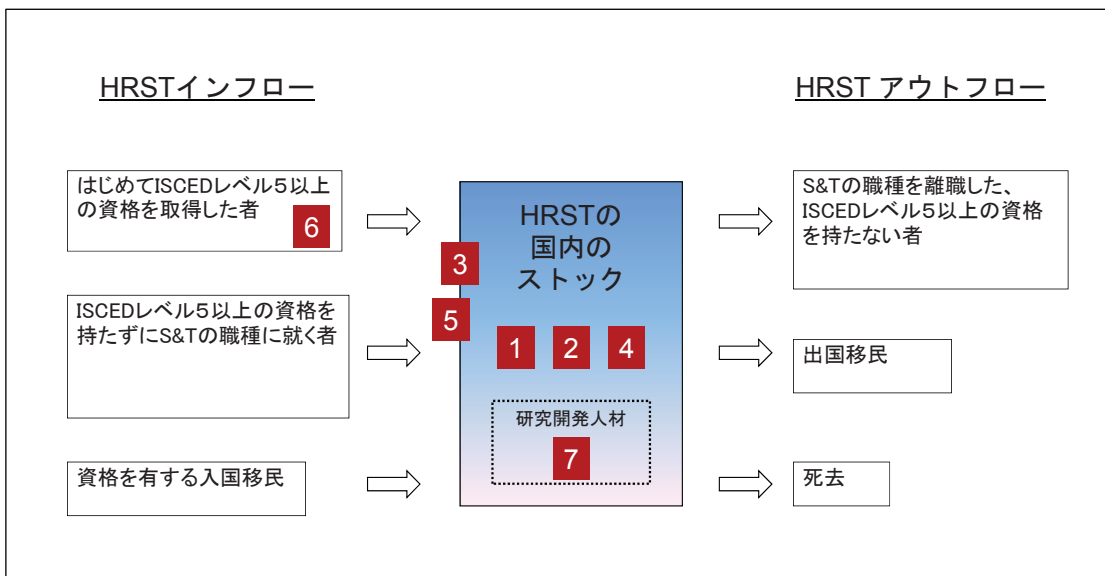 HRSTインフロー
はじめてISCEDレベル5以上
の資格を取得した者
6
ISCEDレベル5以上の資格を
持たずにS&Tの職種に就く者
資格を有する入国移民
HRSTの
国内の
ストック
3
5
1 2 4
研究開発人材
7
HRST アウトフロー
S&Tの職種を離職した、
ISCEDレベル5以上の資格
を持たない者
出国移民
死去